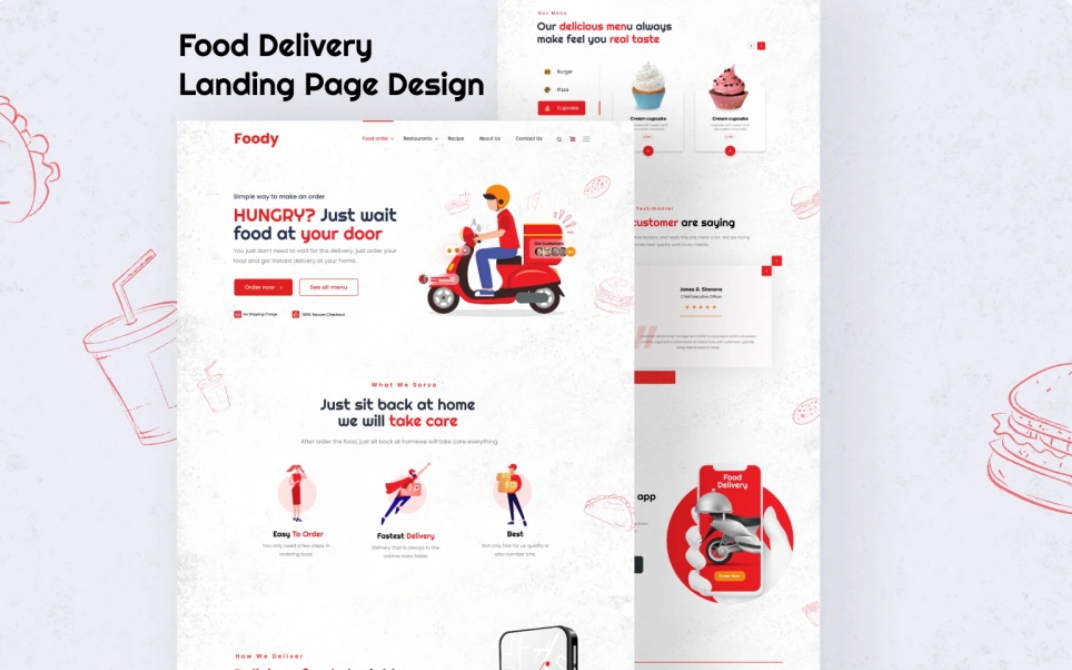 Food Delivery
Landing Page Design
Foody
Food order
Restaurants
Recipe
About Us
Contact Us
Simple way to make an order
HUNGRY? Just wait
food at your door
You just don't need to wait for the delivery, just order your
food and get instant delivery at your home.
Order now
See all menu
No Shipping Charge
100% Secure Checkout
Our Customers
What We Serve
Just sit back at home
we will take care
After order the food, just sit back at homewe will take care everything
Easy To Order
You only need a few steps in
ordering food.
Fastest Delivery
Delivery that is always to the
ontime even faster
Best
Not only fast for us quality is
also number one.
How We Deliver
Our Menu
Our delicious menu always
make feel you real taste
Burger
Pizza
Cupcake
Cream cupcake
Cream cupcake
Testimonial
customer are saying
James R. Simmons
Chief Executive Officer
app
Food
Delivery
Order Now